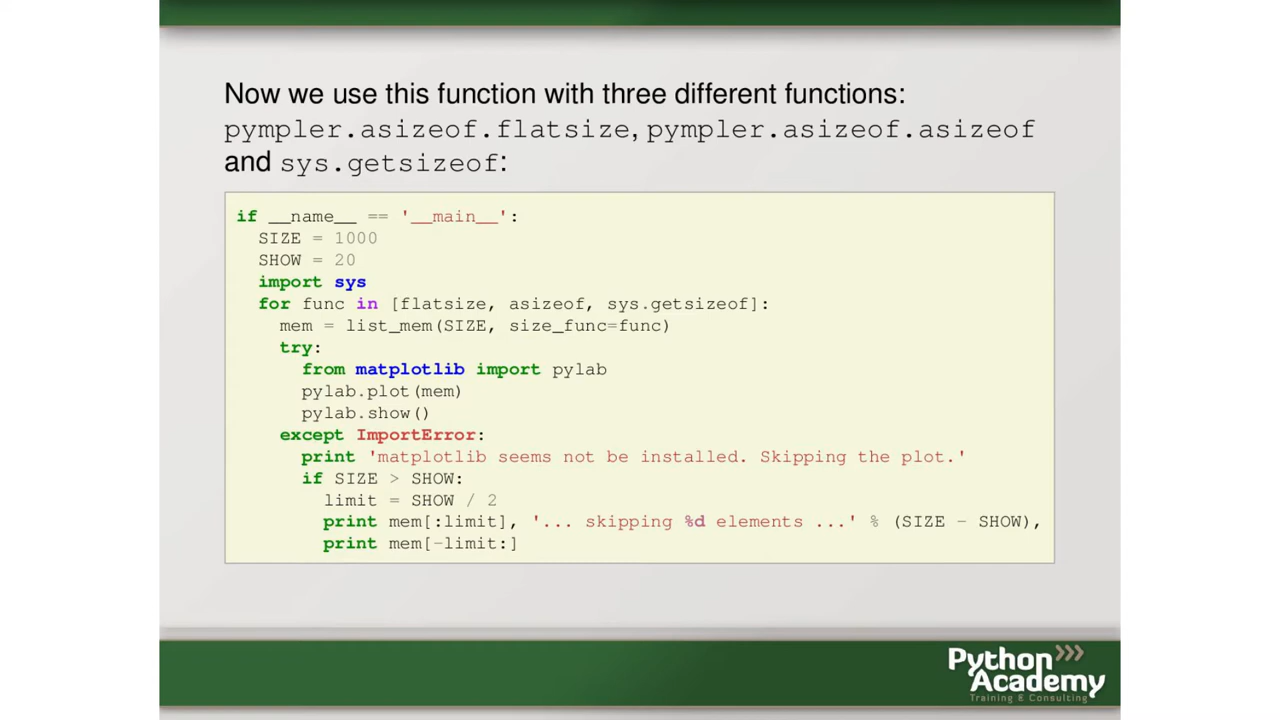 Now we use this function with three different functions:
pympler.asizeof.flatsize, pympler.asizeof.asizeof
and sys.getsizeof:
if __name__ == '__main__':
  SIZE = 1000
  SHOW = 20
  import sys
  for func in [flatsize, asizeof, sys.getsizeof]:
    mem = list_mem(SIZE, size_func=func)
    try:
      from matplotlib import pylab
      pylab.plot(mem)
      pylab.show()
    except ImportError:
      print 'matplotlib seems not be installed. Skipping the plot.'
      if SIZE > SHOW:
        limit = SHOW / 2
        print mem[:limit], '... skipping %d elements ...' % (SIZE - SHOW),
        print mem[-limit:]
Python
Academy
Training & Consulting